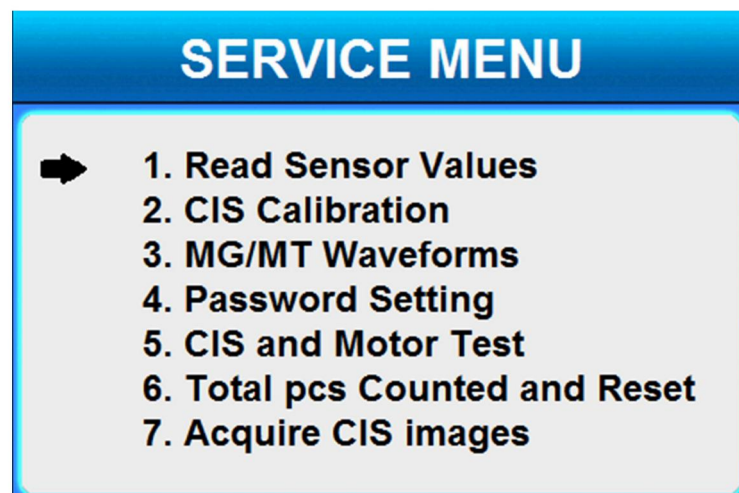 SERVICE MENU
1. Read Sensor Values
2. CIS Calibration
3. MG/MT Waveforms
4. Password Setting
5. CIS and Motor Test
6. Total pcs Counted and Reset
7. Acquire CIS images